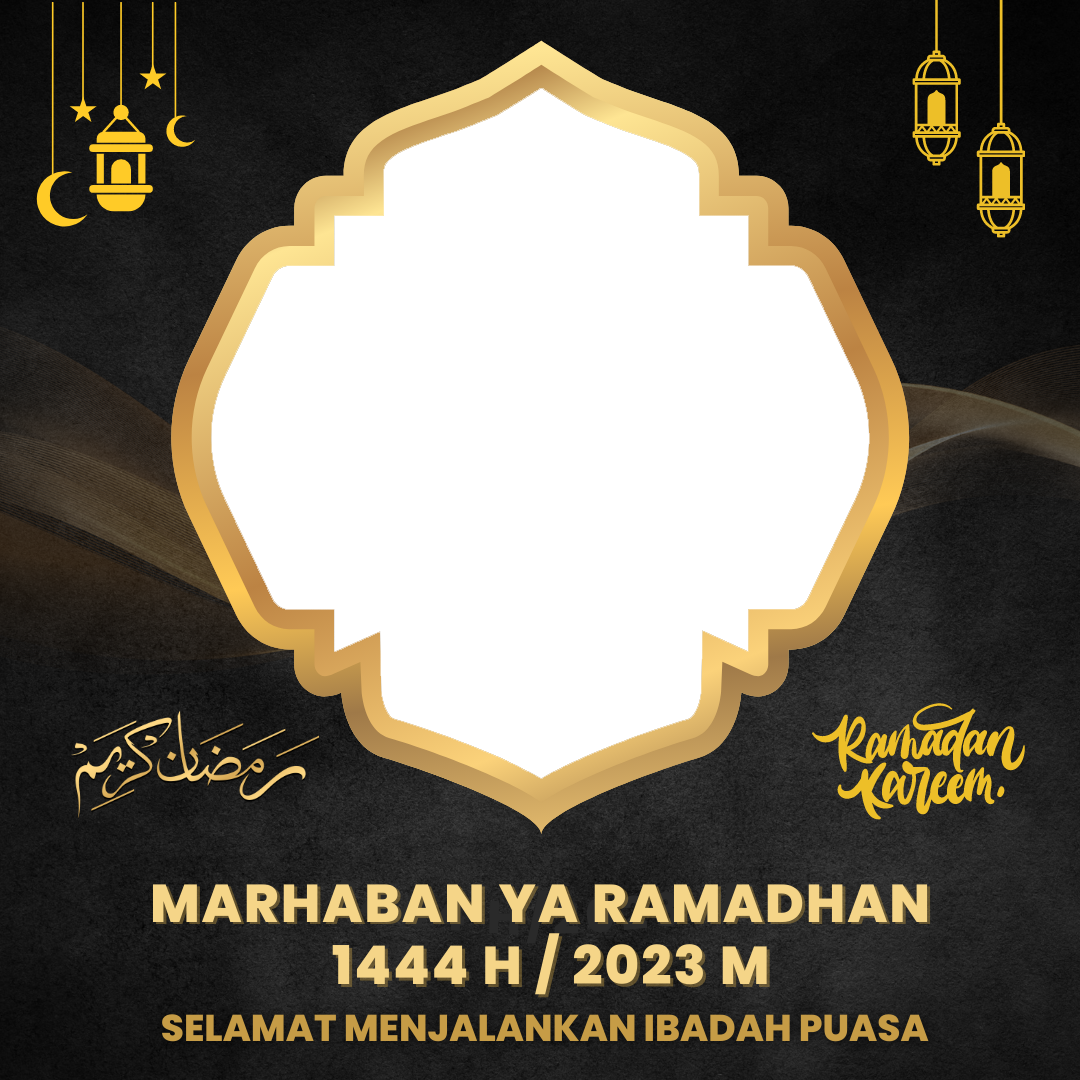 رمضان كريم
Ramadan
Kareem.
MARHABAN YA RAMADHAN
1444 H / 2023 M
SELAMAT MENJALANKAN IBADAH PUASA